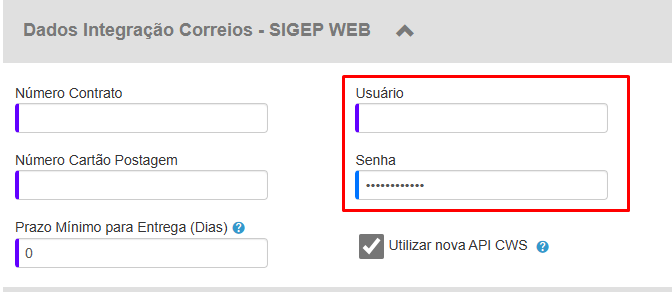 Dados Integração Correios - SIGEP WEB
Número Contrato
Usuário
Número Cartão Postagem
Senha
••••••••••••
Prazo Mínimo para Entrega (Dias) ?
0
Utilizar nova API CWS ?